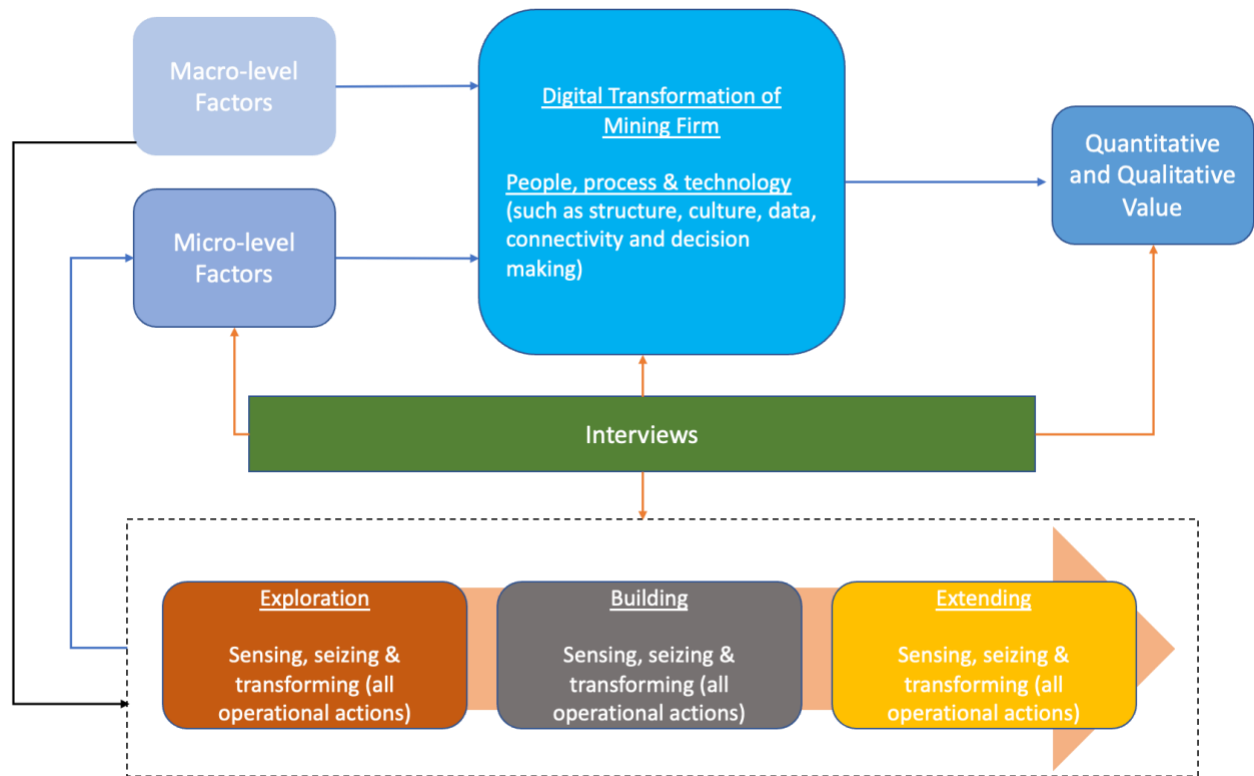 Macro-level
Factors
Digital Transformation of
Mining Firm
People, process & technology
(such as structure, culture, data,
connectivity and decision
making)
Quantitative
and Qualitative
Value
Micro-level
Factors
Interviews
Exploration
Sensing, seizing &
transforming (all
operational actions)
Building
Sensing, seizing &
transforming (all
operational actions)
Extending
Sensing, seizing &
transforming (all
operational actions)